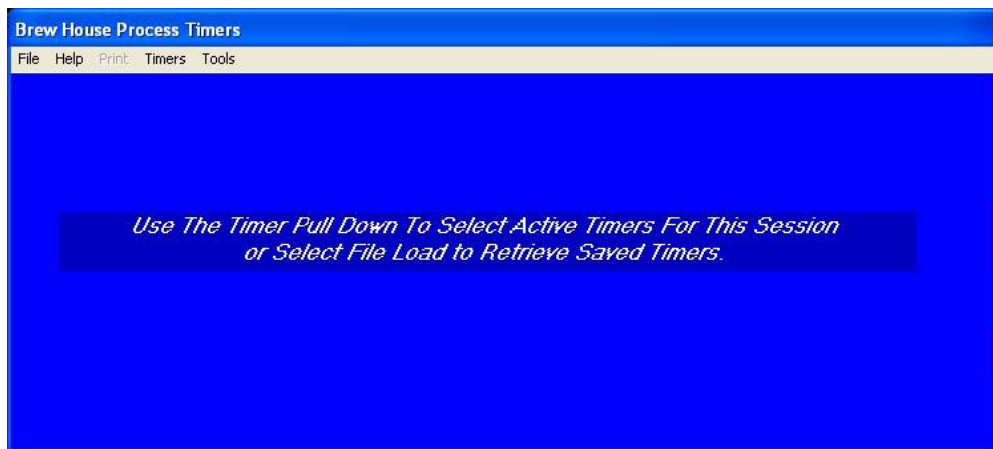 Brew House Process Timers
File Help Print Timers Tools
Use The Timer Pull Down To Select Active Timers For This Session
or Select File Load to Retrieve Saved Timers.